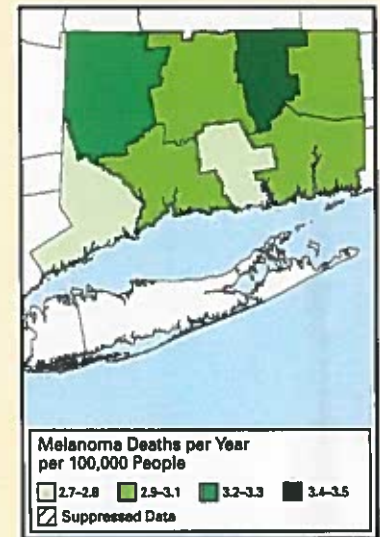 Melanoma Deaths per Year
per 100,000 People
2.7–2.8 2.9–3.1 3.2–3.3 3.4–3.5
Suppressed Data